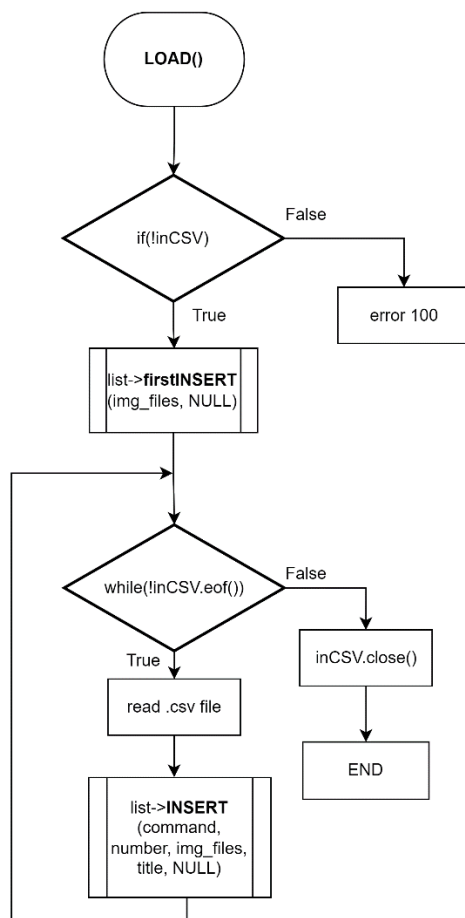 LOAD()
if(!inCSV)
False
error 100
True
list->firstINSERT
(img_files, NULL)
while(!inCSV.eof())
False
inCSV.close()
True
read .csv file
END
list->INSERT
(command,
number, img_files,
title, NULL)